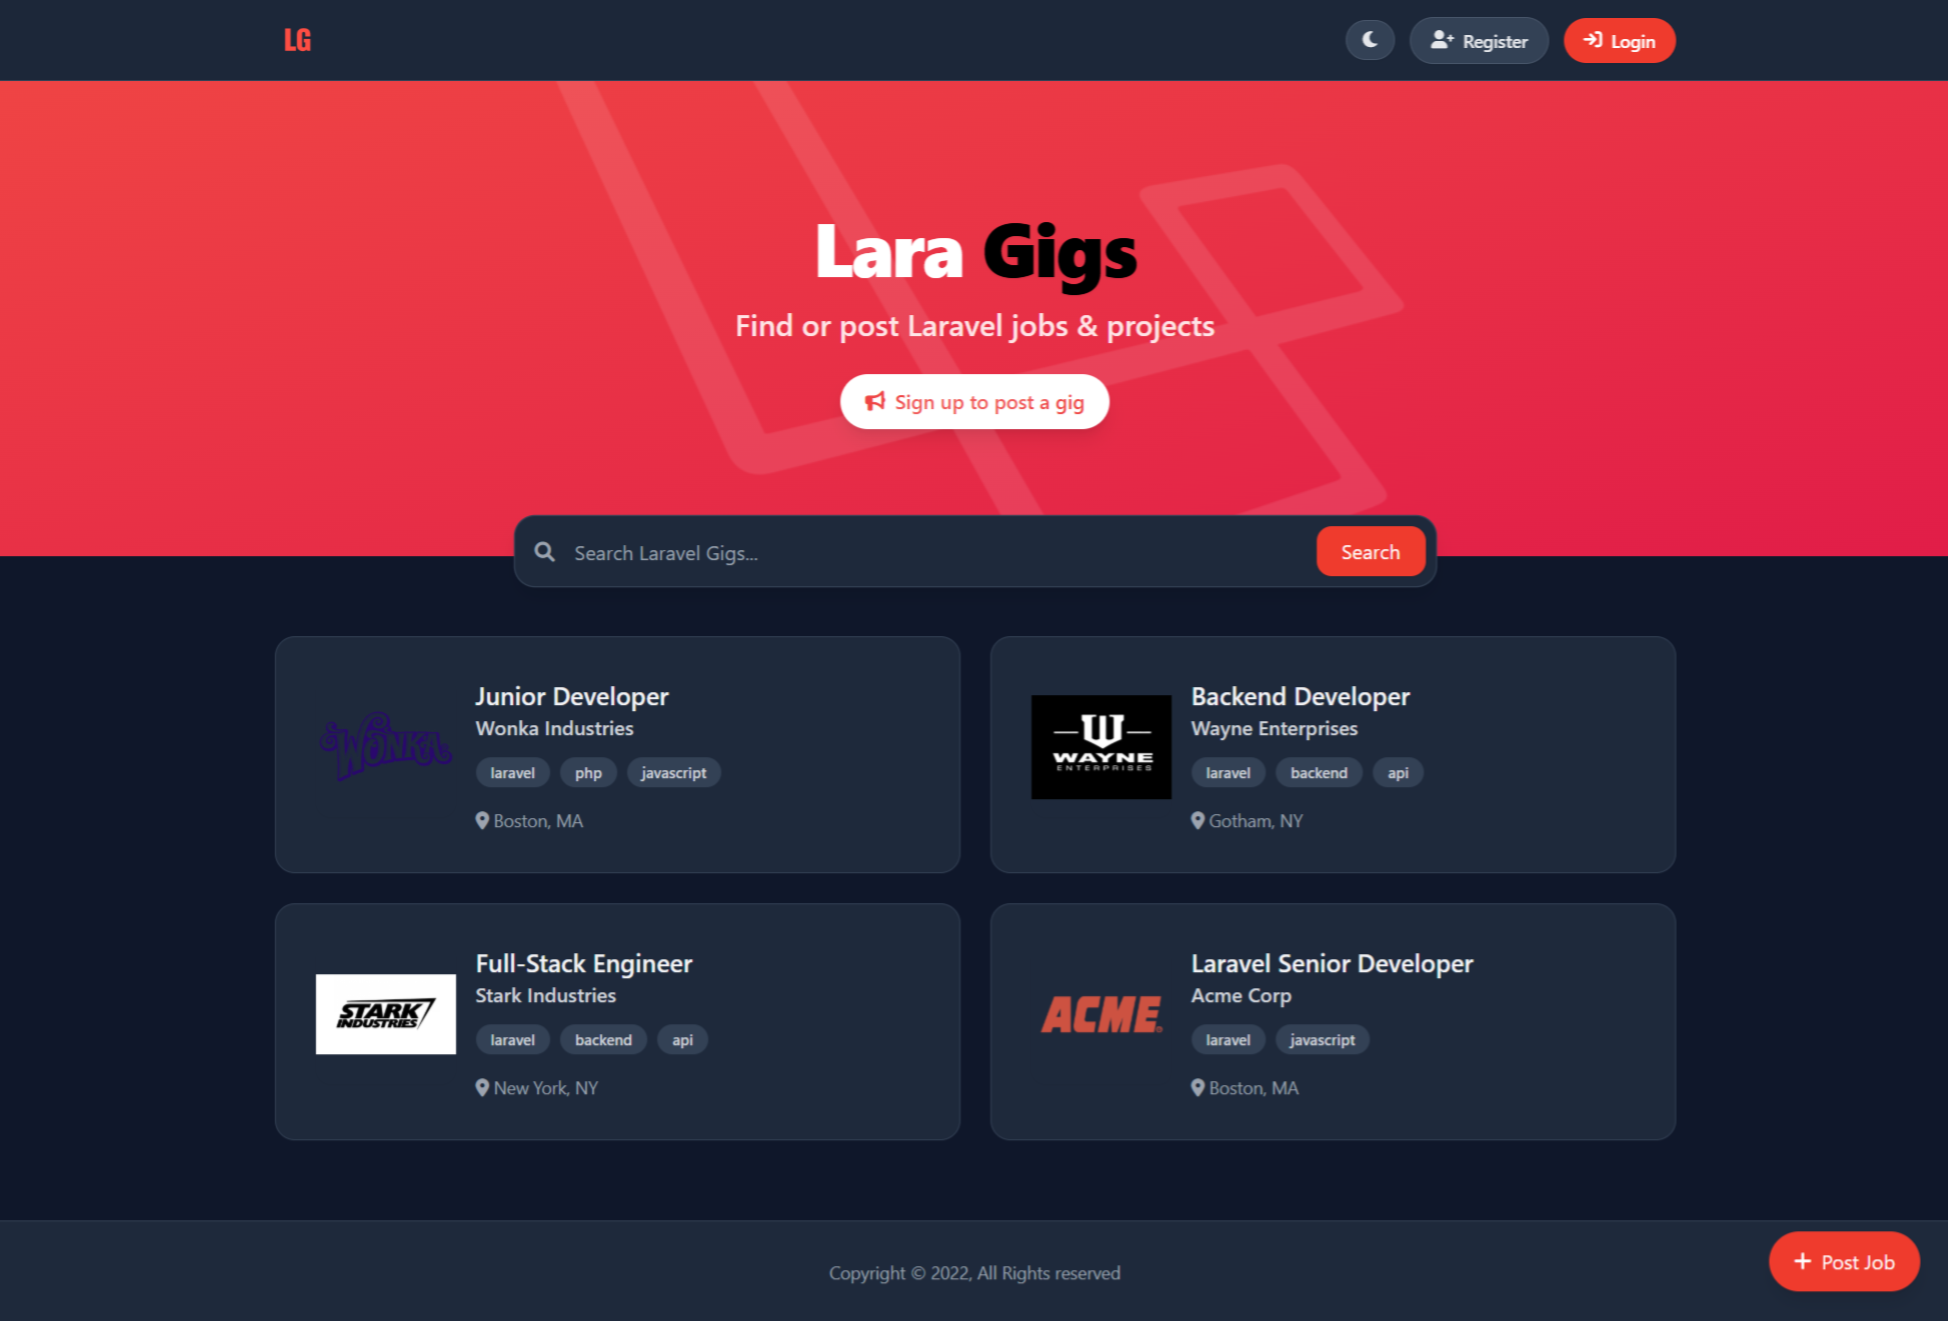 LG
Register
Login
Lara Gigs
Find or post Laravel jobs & projects
Sign up to post a gig
Search Laravel Gigs...
Search
WONKA
Junior Developer
Wonka Industries
laravel php javascript
Boston, MA
WAYNE
ENTERPRISES
Backend Developer
Wayne Enterprises
laravel backend api
Gotham, NY
STARK
INDUSTRIES
Full-Stack Engineer
Stark Industries
laravel backend api
New York, NY
ACME®
Laravel Senior Developer
Acme Corp
laravel javascript
Boston, MA
Copyright © 2022, All Rights reserved
Post Job